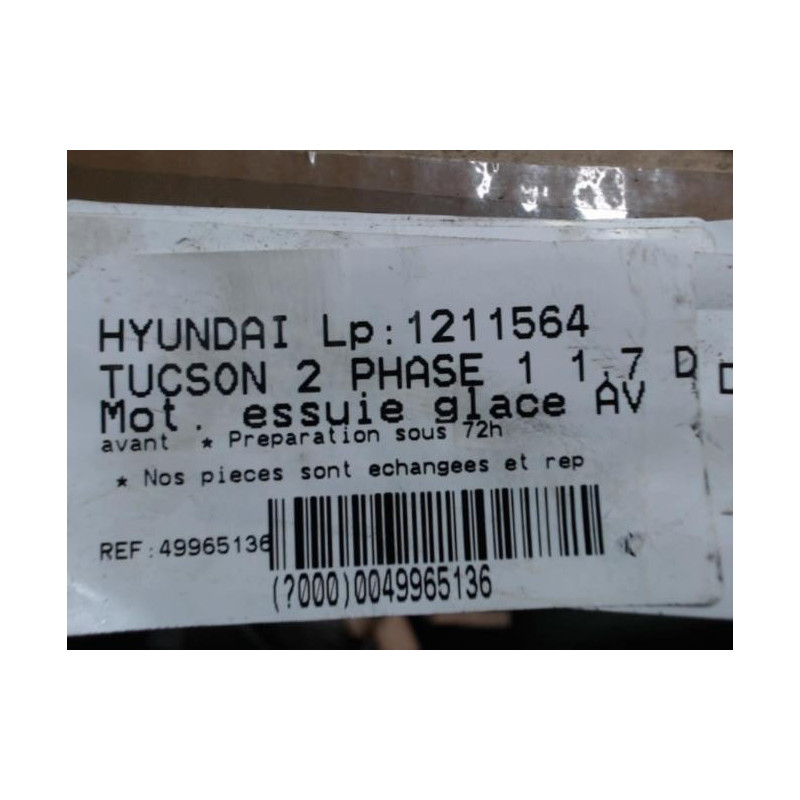 HYUNDAI Lp:1211564
TUCSON 2 PHASE 1 1.7 D
Mot. essuie glace AV
avant * Preparation sous 72h
* Nos pieces sont echangees et rep
REF:49965136
(?000)0049965136